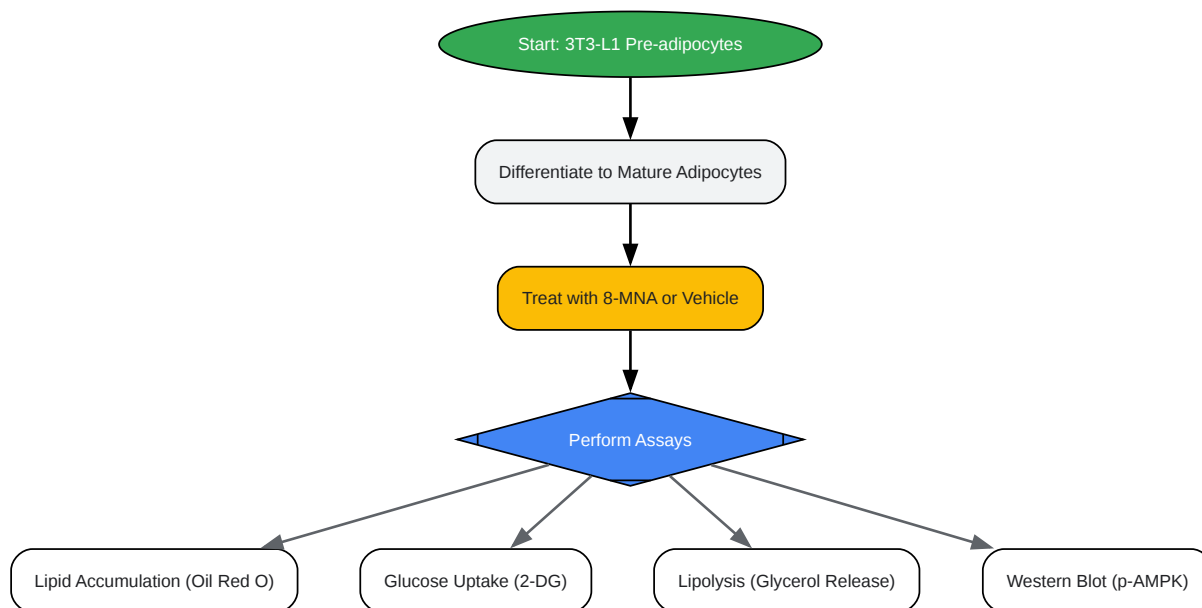 Start: 3T3-L1 Pre-adipocytes
Differentiate to Mature Adipocytes
Treat with 8-MNA or Vehicle
Perform Assays
Lipid Accumulation (Oil Red O)
Glucose Uptake (2-DG)
Lipolysis (Glycerol Release)
Western Blot (p-AMPK)